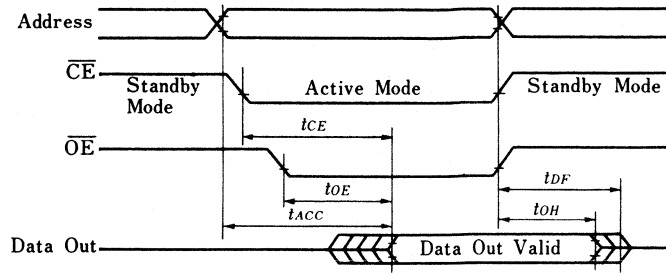 Address
CE
Standby
Mode
Active Mode
Standby Mode
tCE
OE
tOE
tDF
tACC
tOH
Data Out
Data Out Valid